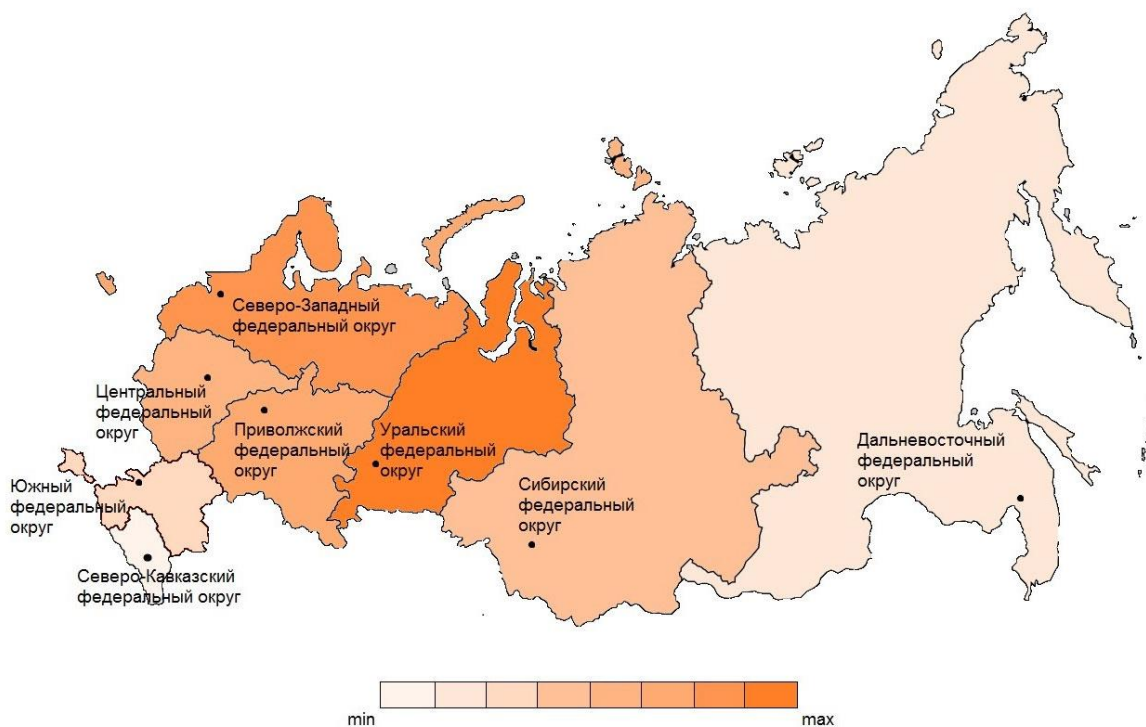 Северо-Западный
федеральный округ
Центральный
федеральный
округ
Приволжский
федеральный
округ
Уральский
федеральный
округ
Дальневосточный
федеральный
округ
Южный
федеральный
округ
Сибирский
федеральный
округ
Северо-Кавказский
федеральный округ
min
max